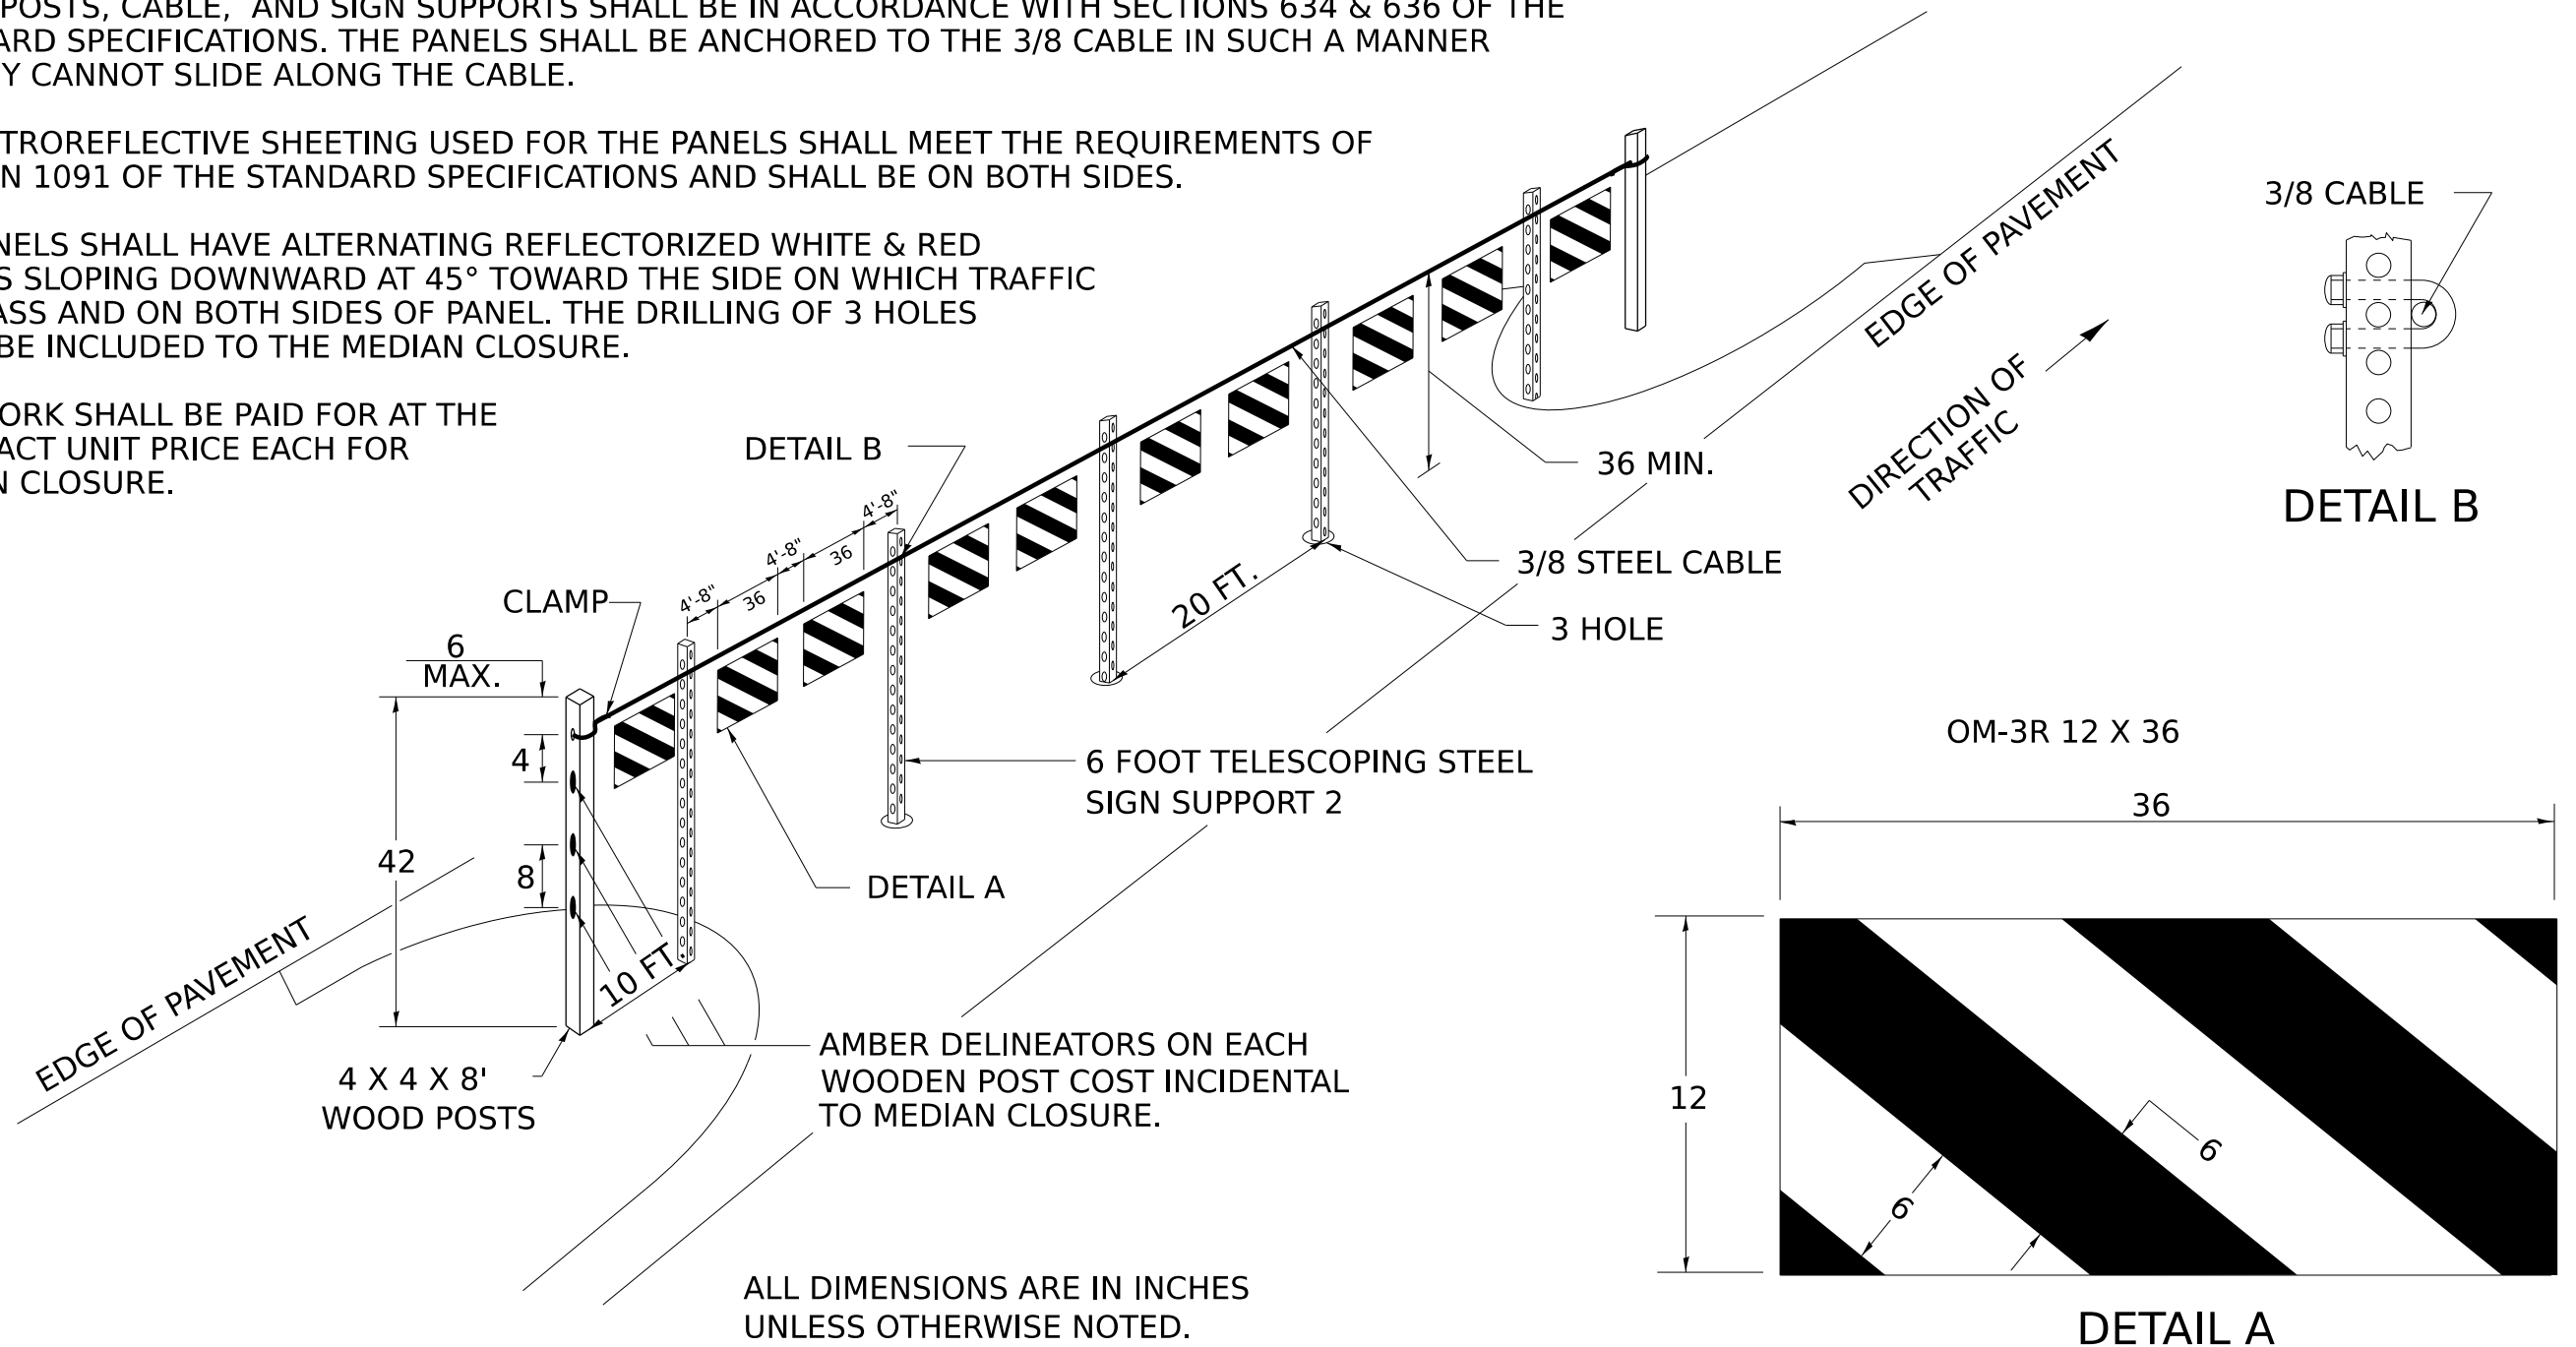 POSTS, CABLE, AND SIGN SUPPORTS SHALL BE IN ACCORDANCE WITH SECTIONS 634 & 636 OF THE
ARD SPECIFICATIONS. THE PANELS SHALL BE ANCHORED TO THE 3/8 CABLE IN SUCH A MANNER
Y CANNOT SLIDE ALONG THE CABLE.
TROREFLECTIVE SHEETING USED FOR THE PANELS SHALL MEET THE REQUIREMENTS OF
N 1091 OF THE STANDARD SPECIFICATIONS AND SHALL BE ON BOTH SIDES.
NELS SHALL HAVE ALTERNATING REFLECTORIZED WHITE & RED
S SLOPING DOWNWARD AT 45° TOWARD THE SIDE ON WHICH TRAFFIC
ASS AND ON BOTH SIDES OF PANEL. THE DRILLING OF 3 HOLES
BE INCLUDED TO THE MEDIAN CLOSURE.
ORK SHALL BE PAID FOR AT THE
ACT UNIT PRICE EACH FOR
N CLOSURE.
3/8 CABLE
DETAIL B
EDGE OF PAVEMENT
DIRECTION OF
TRAFFIC
DETAIL B
36 MIN.
3/8 STEEL CABLE
3 HOLE
20 FT.
4'-8"
36
4'-8"
36
4'-8"
CLAMP
6
MAX.
4
42
8
10 FT
6 FOOT TELESCOPING STEEL
SIGN SUPPORT 2
DETAIL A
EDGE OF PAVEMENT
4 X 4 X 8'
WOOD POSTS
AMBER DELINEATORS ON EACH
WOODEN POST COST INCIDENTAL
TO MEDIAN CLOSURE.
OM-3R 12 X 36
36
12
6
6
DETAIL A
ALL DIMENSIONS ARE IN INCHES
UNLESS OTHERWISE NOTED.